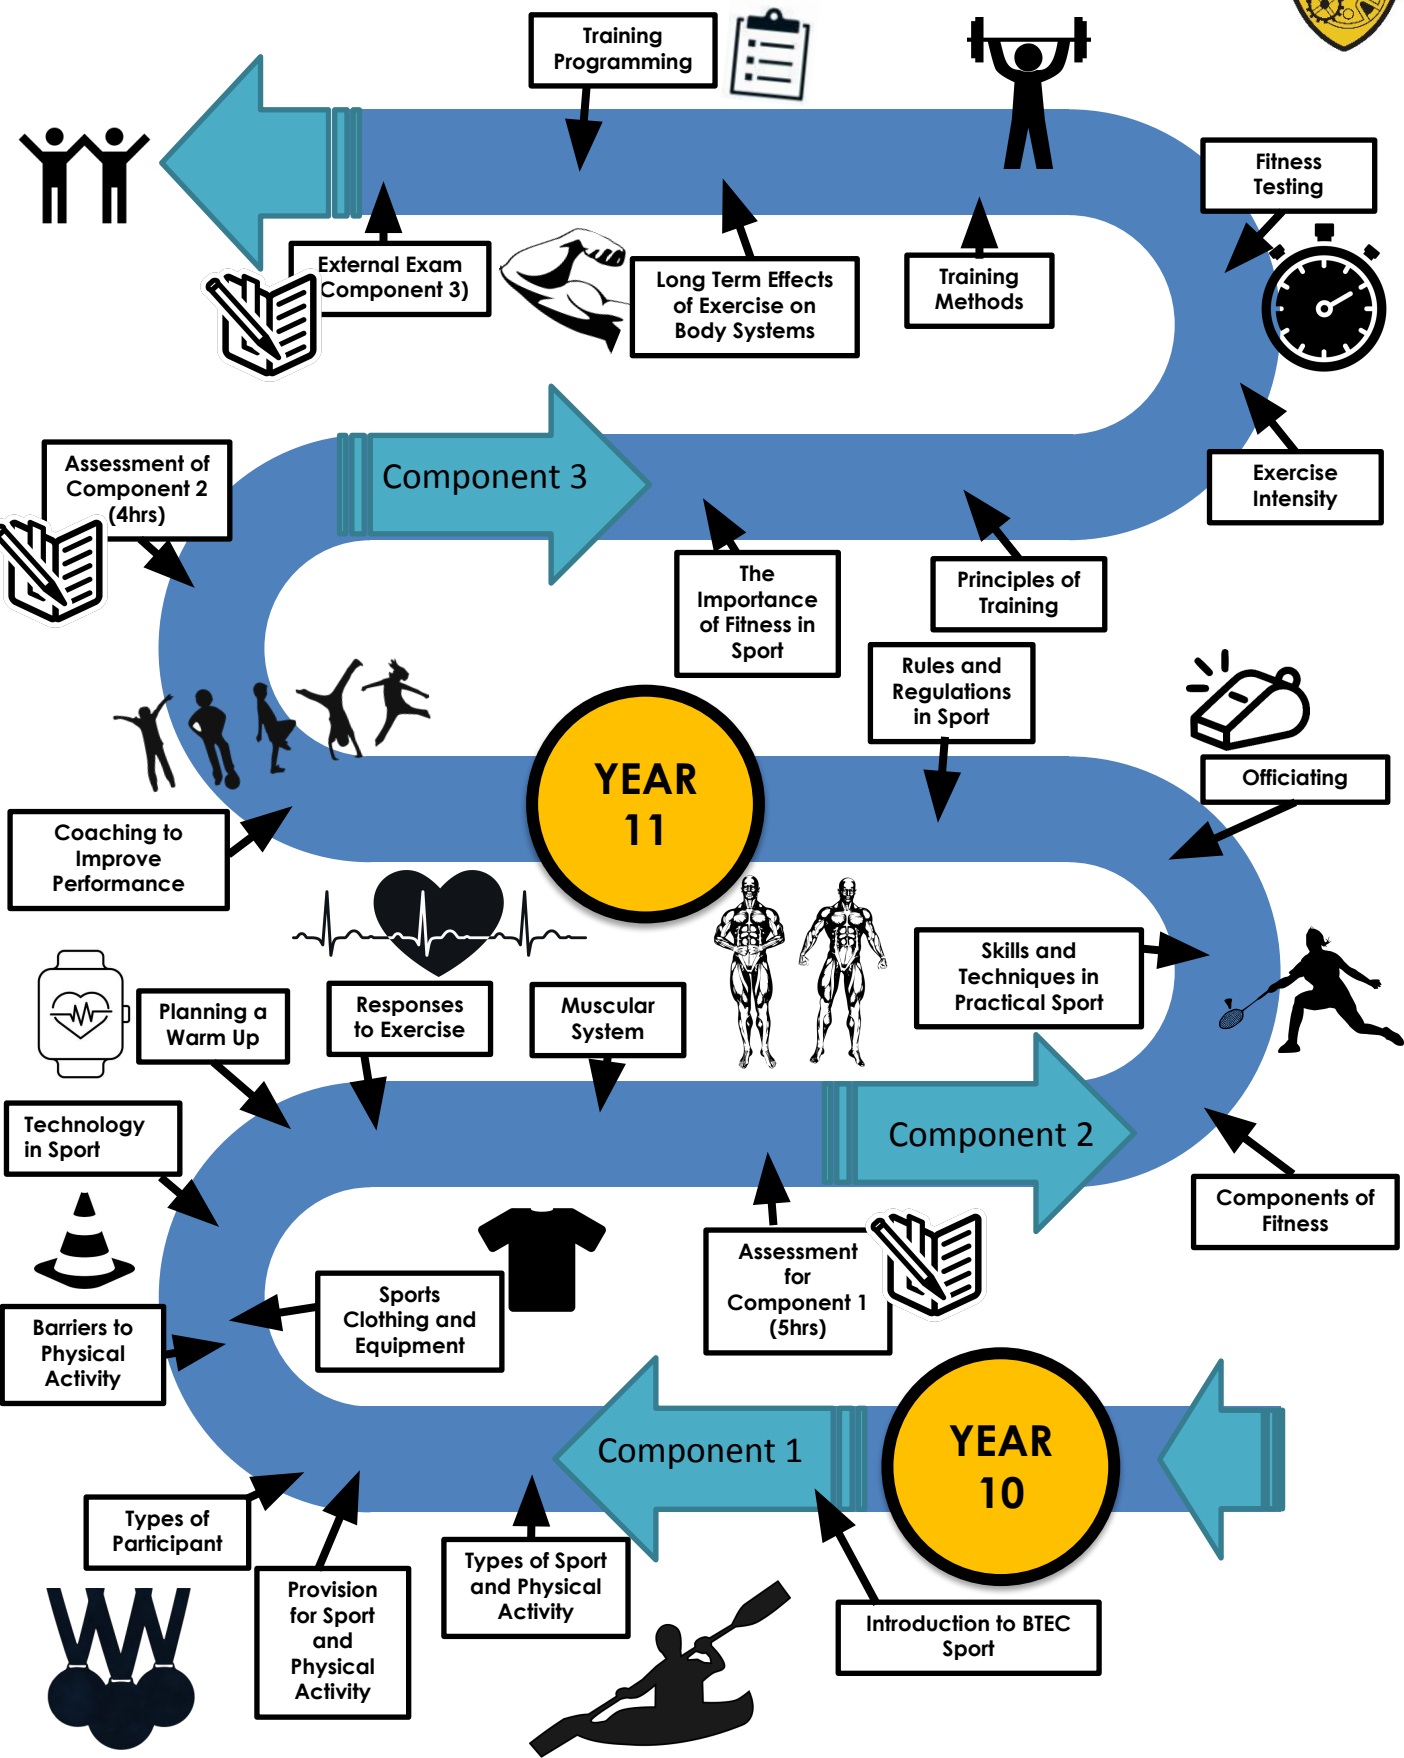 Training
Programming
Fitness
Testing
External Exam
Component 3)
Long Term Effects
of Exercise on
Body Systems
Training
Methods
Assessment of
Component 2
(4hrs)
Component 3
Exercise
Intensity
The
Importance
of Fitness in
Sport
Principles of
Training
Rules and
Regulations
in Sport
YEAR
11
Officiating
Coaching to
Improve
Performance
Skills and
Techniques in
Practical Sport
Planning a
Warm Up
Responses
to Exercise
Muscular
System
Technology
in Sport
Component 2
Components of
Fitness
Assessment
for
Component 1
(5hrs)
Sports
Clothing and
Equipment
Barriers to
Physical
Activity
Component 1
YEAR
10
Types of
Participant
Provision
for Sport
and
Physical
Activity
Types of Sport
and Physical
Activity
Introduction to BTEC
Sport